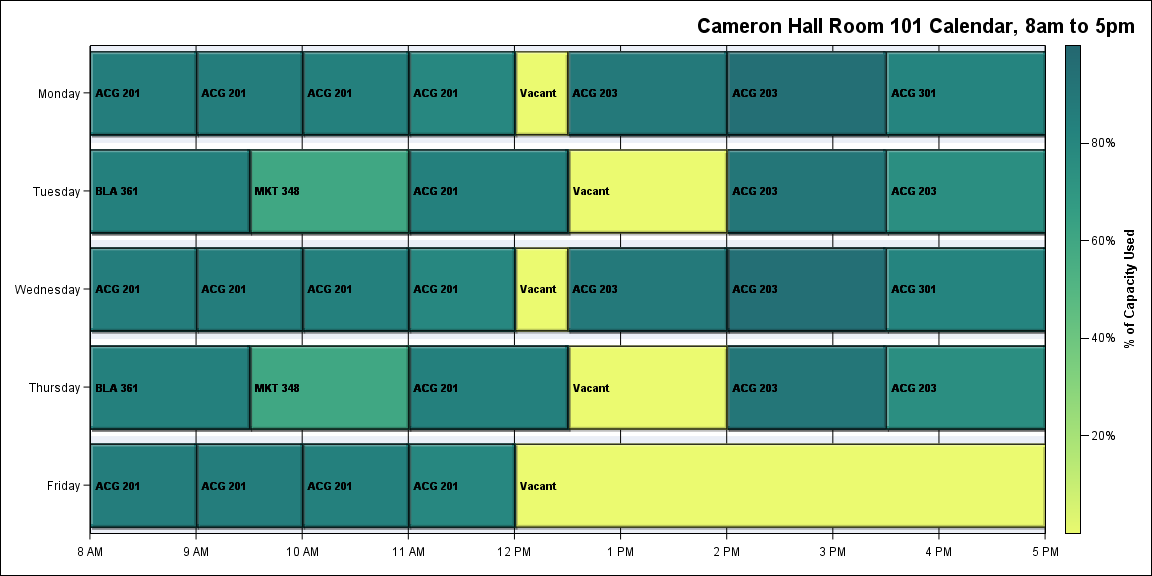 Cameron Hall Room 101 Calendar, 8am to 5pm
Monday
ACG 201
ACG 201
ACG 201
ACG 201
Vacant
ACG 203
ACG 203
ACG 301
Tuesday
BLA 361
MKT 348
ACG 201
Vacant
ACG 203
ACG 203
Wednesday
ACG 201
ACG 201
ACG 201
ACG 201
Vacant
ACG 203
ACG 203
ACG 301
Thursday
BLA 361
MKT 348
ACG 201
Vacant
ACG 203
ACG 203
Friday
ACG 201
ACG 201
ACG 201
ACG 201
Vacant
8 AM
9 AM
10 AM
11 AM
12 PM
1 PM
2 PM
3 PM
4 PM
5 PM
80%
60%
40%
20%
% of Capacity Used